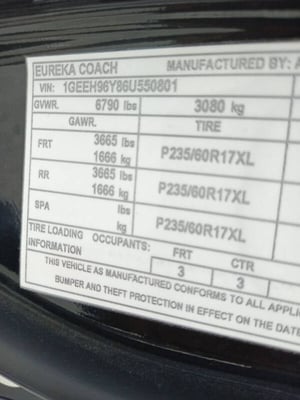 EUREKA COACH MANUFACTURED BY: A
VIN: 1GEEH96Y86U550801
GVWR. 6790 lbs 3080 kg
GAWR. TIRE
FRT 3665 lbs 1666 kg P235/60R17XL
RR 3665 lbs 1666 kg P235/60R17XL
SPA lbs kg P235/60R17XL
TIRE LOADING INFORMATION OCCUPANTS: FRT 3 CTR 3
THIS VEHICLE AS MANUFACTURED CONFORMS TO ALL APPLI
BUMPER AND THEFT PROTECTION IN EFFECT ON THE DATE